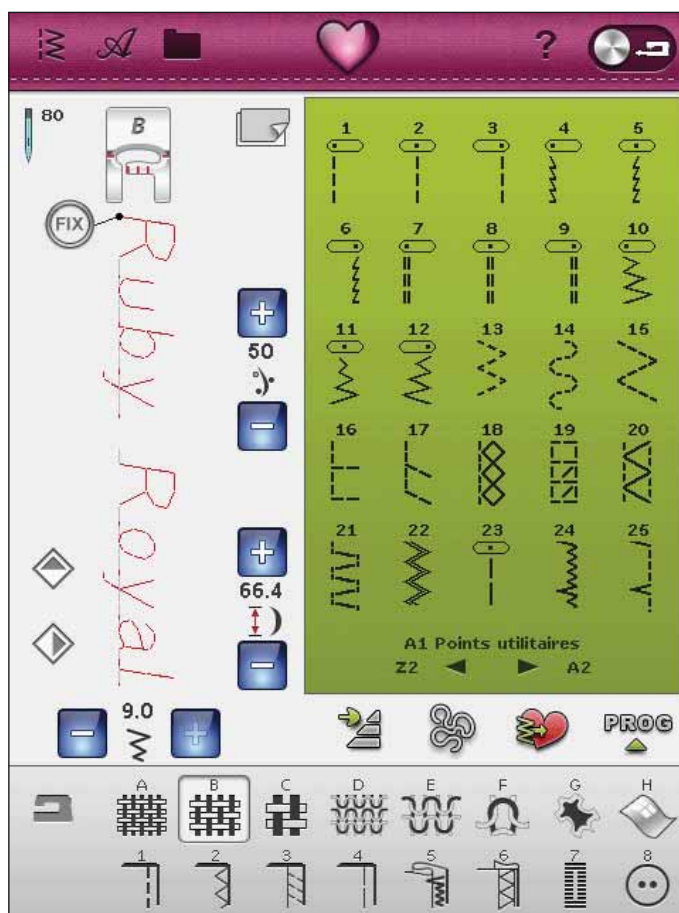 A ?
80
B
FIX
Ruby Royal
50
66.4
9.0
1 2 3 4 5
6 7 8 9 10
11 12 13 14 15
16 17 18 19 20
21 22 23 24 25
A1 Points utilitaires
Z2 A2
PROG
A B C D E F G H
1 2 3 4 5 6 7 8